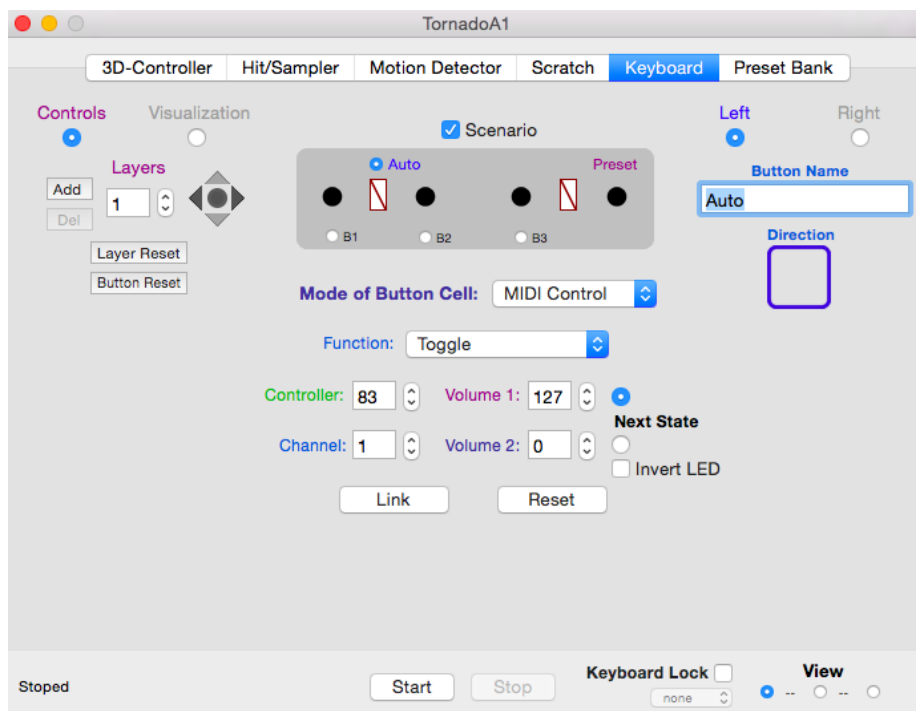 TornadoA1
3D-Controller Hit/Sampler Motion Detector Scratch Keyboard Preset Bank
Controls Visualization
Scenario
Left Right
Layers
Add
1
Del
Layer Reset
Button Reset
Auto Preset
B1 B2 B3
Button Name
Auto
Direction
Mode of Button Cell: MIDI Control
Function: Toggle
Controller: 83 Volume 1: 127
Next State
Channel: 1 Volume 2: 0
Invert LED
Link Reset
Stoped
Start Stop
Keyboard Lock
none
View
-- --